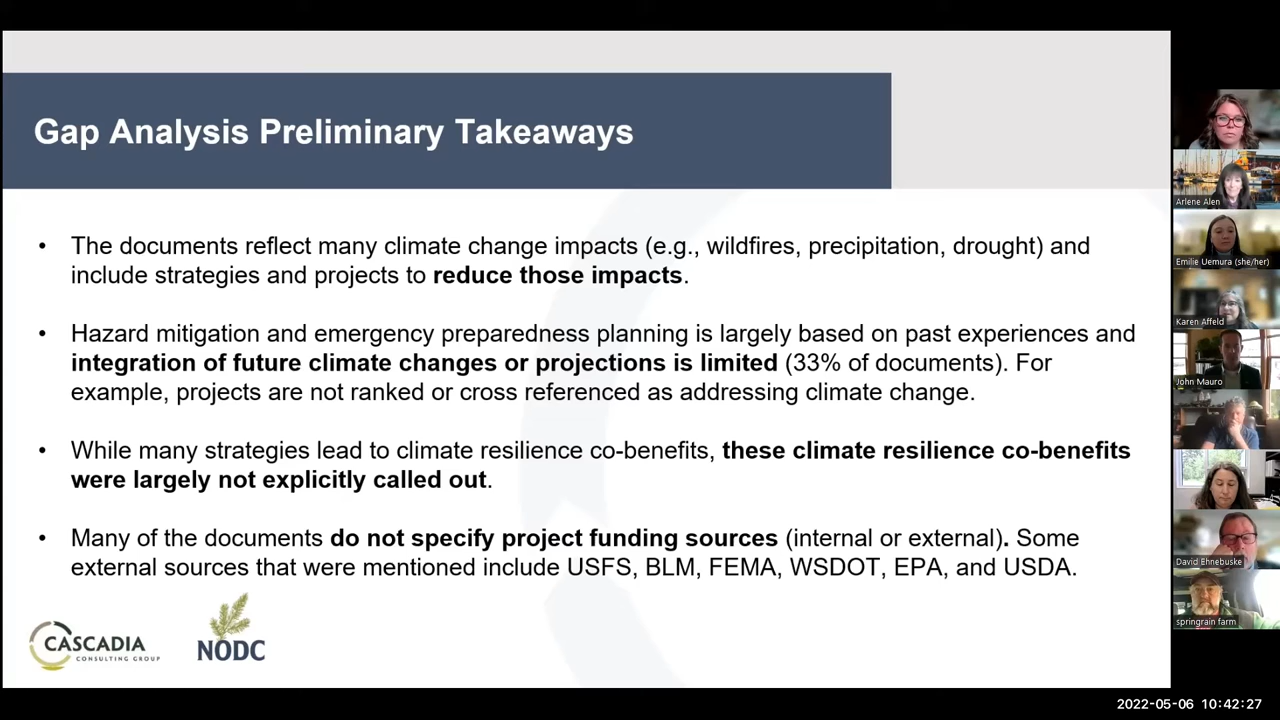 Gap Analysis Preliminary Takeaways
• The documents reflect many climate change impacts (e.g., wildfires, precipitation, drought) and
include strategies and projects to reduce those impacts.
• Hazard mitigation and emergency preparedness planning is largely based on past experiences and
integration of future climate changes or projections is limited (33% of documents). For
example, projects are not ranked or cross referenced as addressing climate change.
• While many strategies lead to climate resilience co-benefits, these climate resilience co-benefits
were largely not explicitly called out.
• Many of the documents do not specify project funding sources (internal or external). Some
external sources that were mentioned include USFS, BLM, FEMA, WSDOT, EPA, and USDA.
CASCADIA
CONSULTING GROUP
NODC
Arlene Alen
Emilie Uemura (she/her)
Karen Affeld
John Mauro
David Ehnebuske
springrain farm
2022-05-06 10:42:27